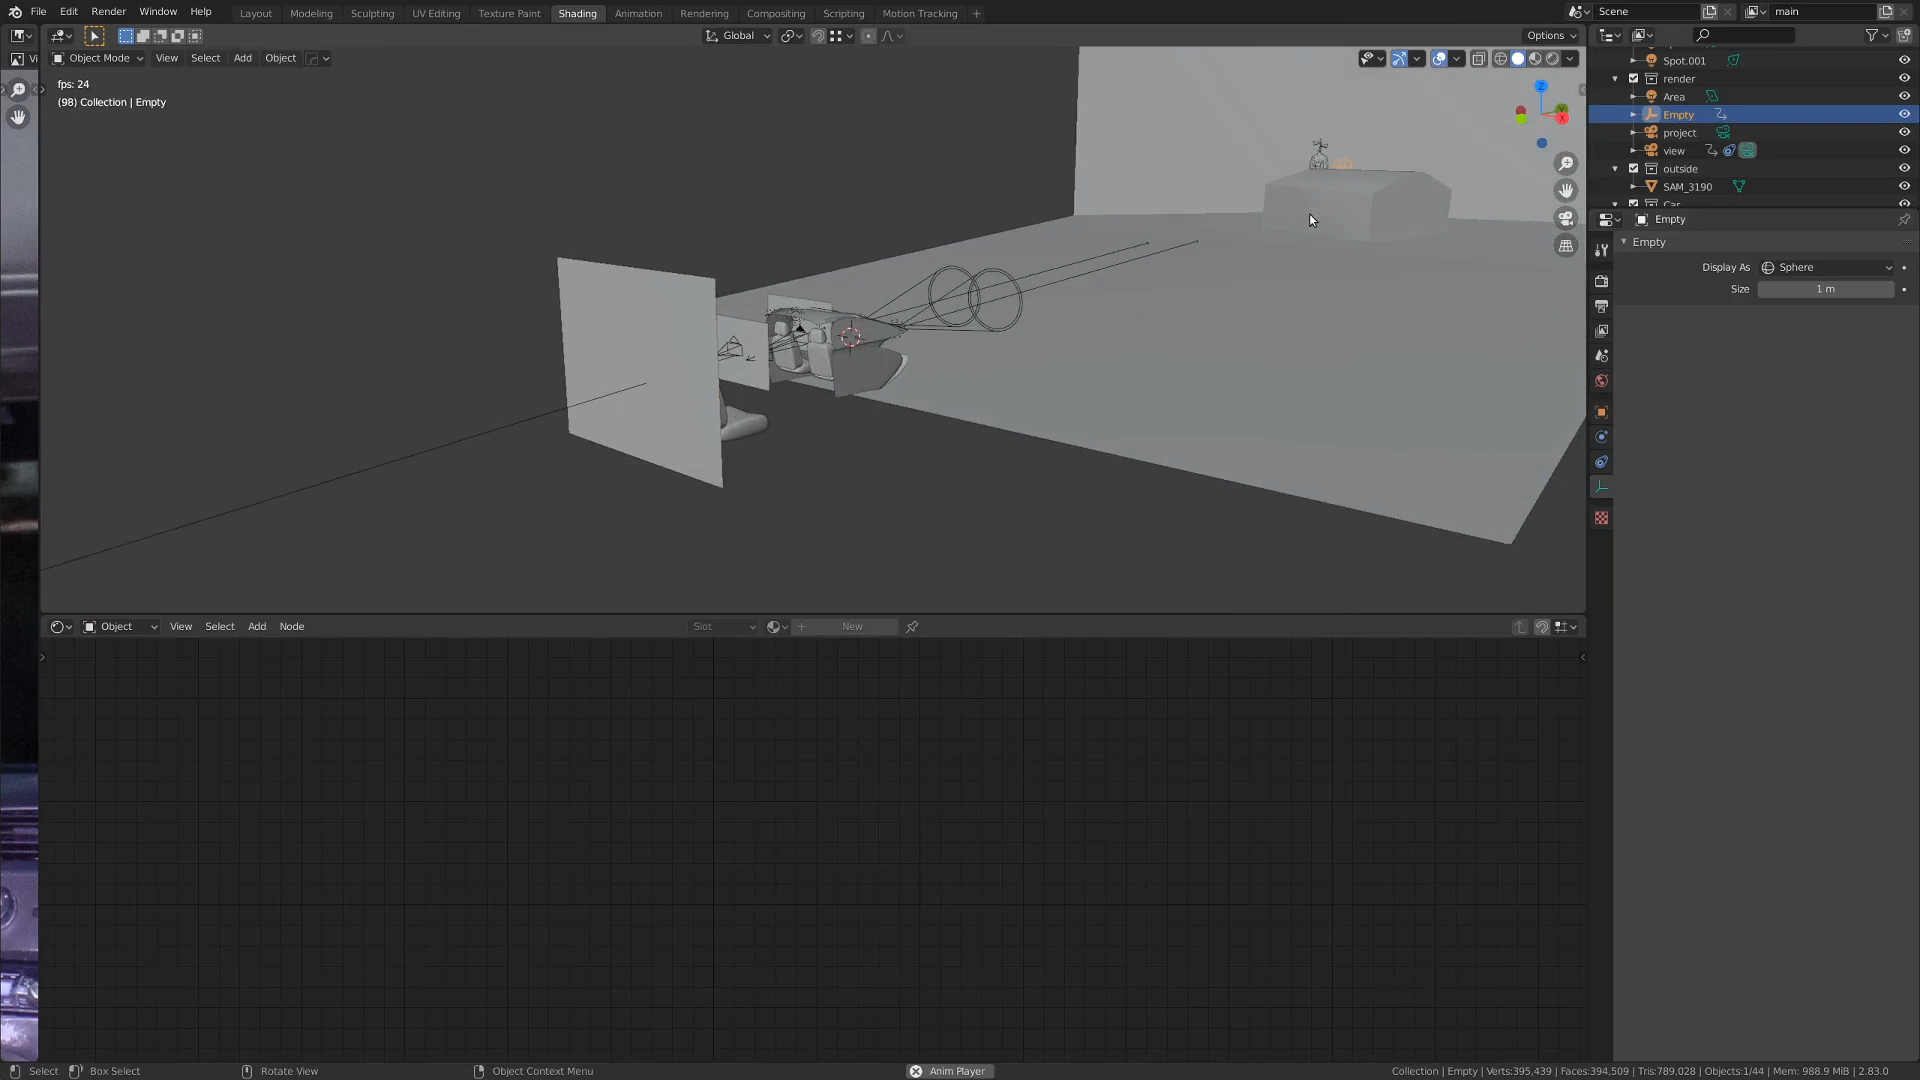 File Edit Render Window Help Layout Modeling Sculpting UV Editing Texture Paint Shading Animation Rendering Compositing Scripting Motion Tracking + Scene main
Global Options
Vi Object Mode View Select Add Object Spot.001
fps: 24 render
(98) Collection | Empty Area
Z Y X
Empty
project
view
outside
SAM_3190
Empty
Empty
Display As Sphere
Size 1 m
Object View Select Add Node Slot + New
Select Box Select Rotate View Object Context Menu Anim Player Collection | Empty | Verts:395,439 | Faces:394,509 | Tris:789,028 | Objects:1/44 | Mem: 988.9 MiB | 2.83.0